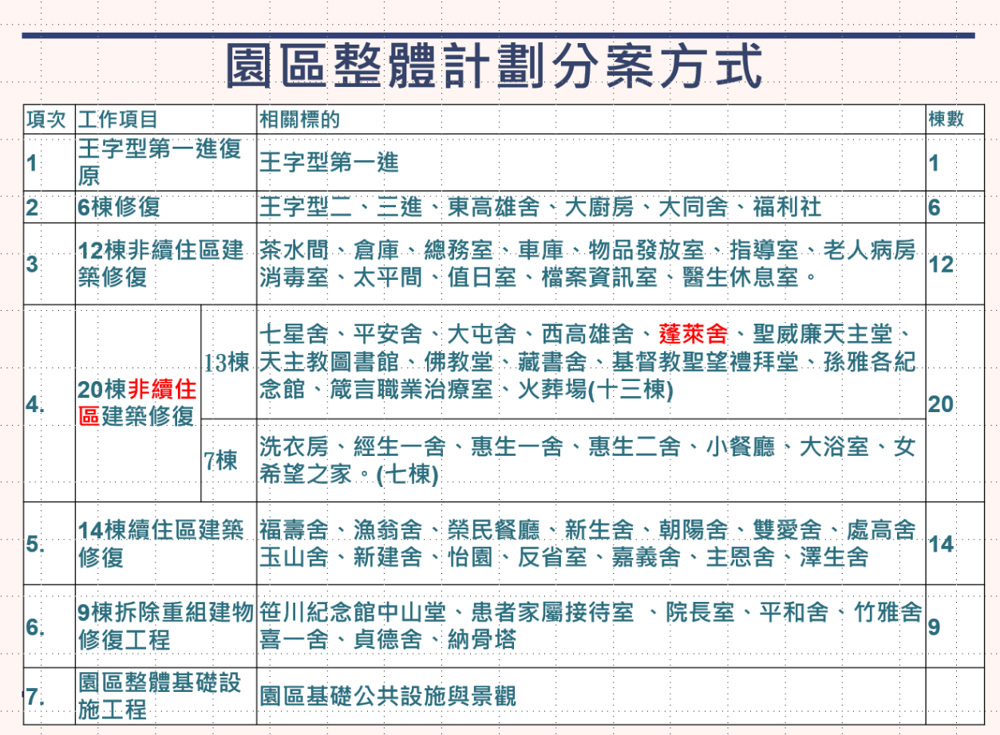 園區整體計劃分案方式
項次 工作項目 相關標的 棟數
1 王字型第一進復
原 王字型第一進 1
2 6棟修復 王字型二、三進、東高雄舍、大廚房、大同舍、福利社 6
3 12棟非續住區建
築修復 茶水間、倉庫、總務室、車庫、物品發放室、指導室、老人病房
消毒室、太平間、值日室、檔案資訊室、醫生休息室。 12
4. 20棟非續住
區建築修復 13棟 七星舍、平安舍、大屯舍、西高雄舍、蓬萊舍、聖威廉天主堂、
天主教圖書館、佛教堂、藏書舍、基督教聖望禮拜堂、孫雅各紀
念館、箴言職業治療室、火葬場(十三棟) 20
7棟 洗衣房、經生一舍、惠生一舍、惠生二舍、小餐廳、大浴室、女
希望之家。(七棟)
5. 14棟續住區建築
修復 福壽舍、漁翁舍、榮民餐廳、新生舍、朝陽舍、雙愛舍、處高舍
玉山舍、新建舍、怡園、反省室、嘉義舍、主恩舍、澤生舍 14
6. 9棟拆除重組建物
修復工程 笹川紀念館中山堂、患者家屬接待室 、院長室、平和舍、竹雅舍
喜一舍、貞德舍、納骨塔 9
7. 園區整體基礎設
施工程 園區基礎公共設施與景觀